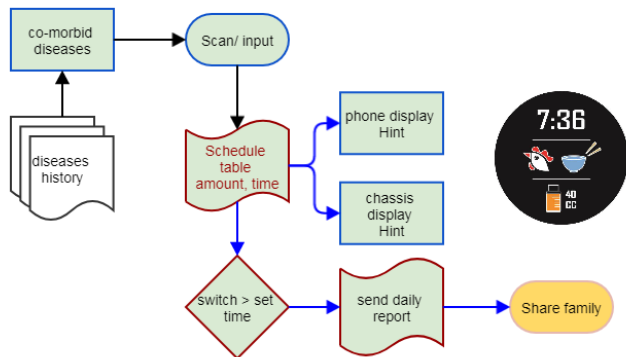 co-morbid
diseases
Scan/ input
diseases
history
Schedule
table
amount, time
phone display
Hint
chassis
display
Hint
7:36
40
CC
switch > set
time
send daily
report
Share family